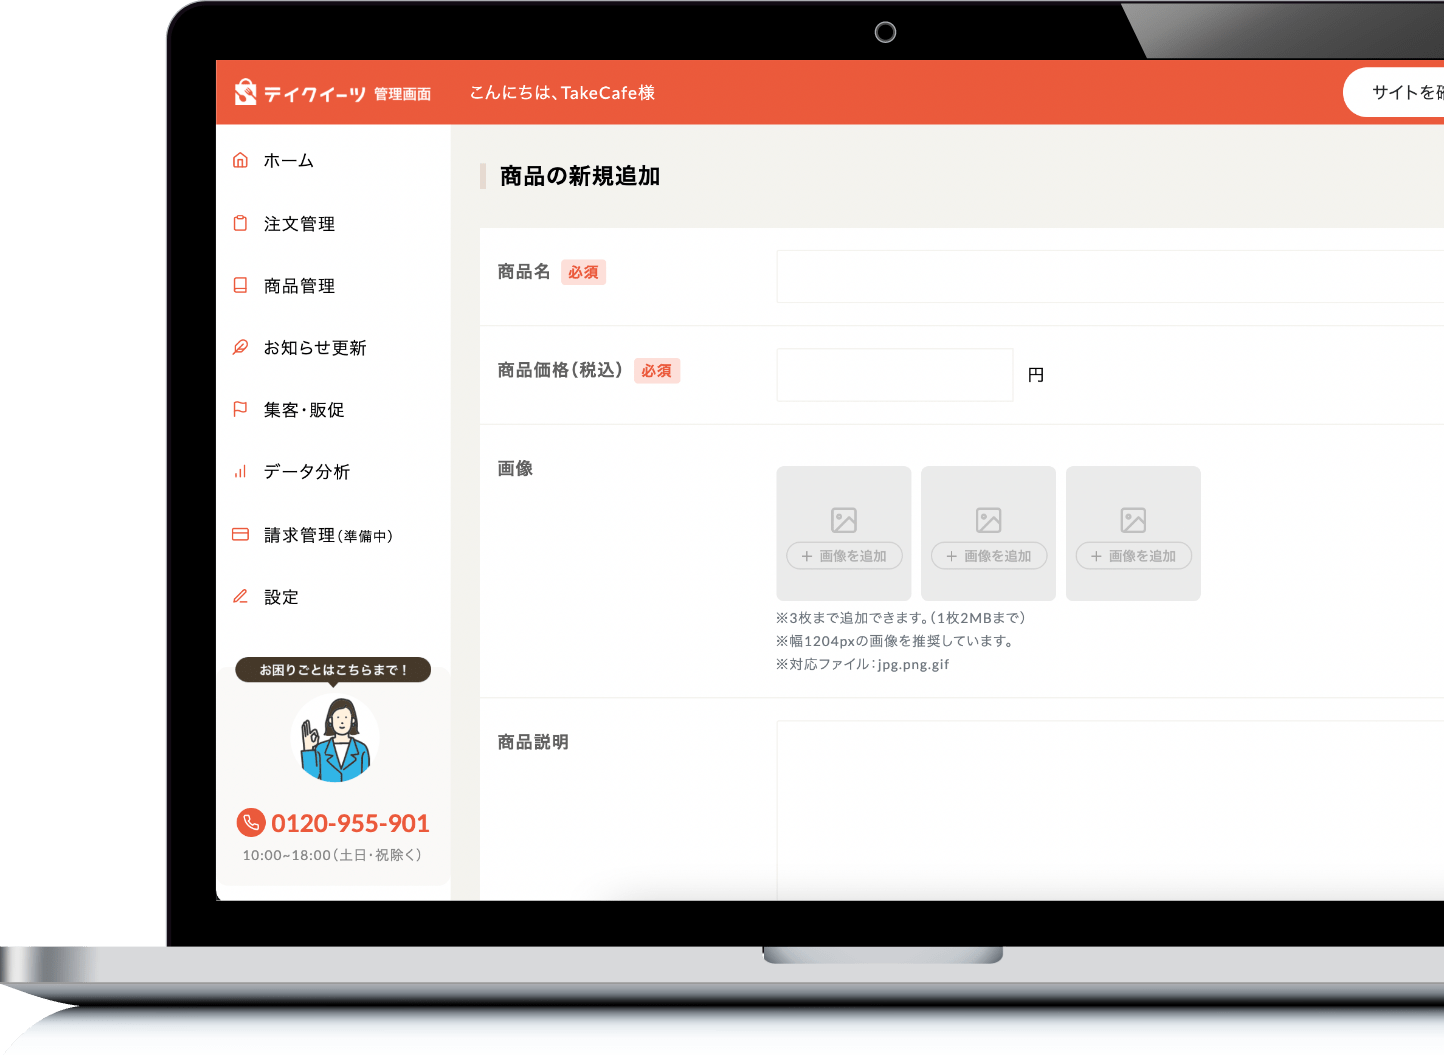 テイクイーツ 管理画面
こんにちは、TakeCafe様
サイトを
ホーム
注文管理
商品管理
お知らせ更新
集客・販促
データ分析
請求管理(準備中)
設定
お困りごとはこちらまで!
0120-955-901
10:00~18:00(土日・祝除く)
商品の新規追加
商品名 必須
商品価格(税込) 必須
円
画像
+ 画像を追加
+ 画像を追加
+ 画像を追加
※3枚まで追加できます。(1枚2MBまで)
※幅1204pxの画像を推奨しています。
※対応ファイル:jpg.png.gif
商品説明